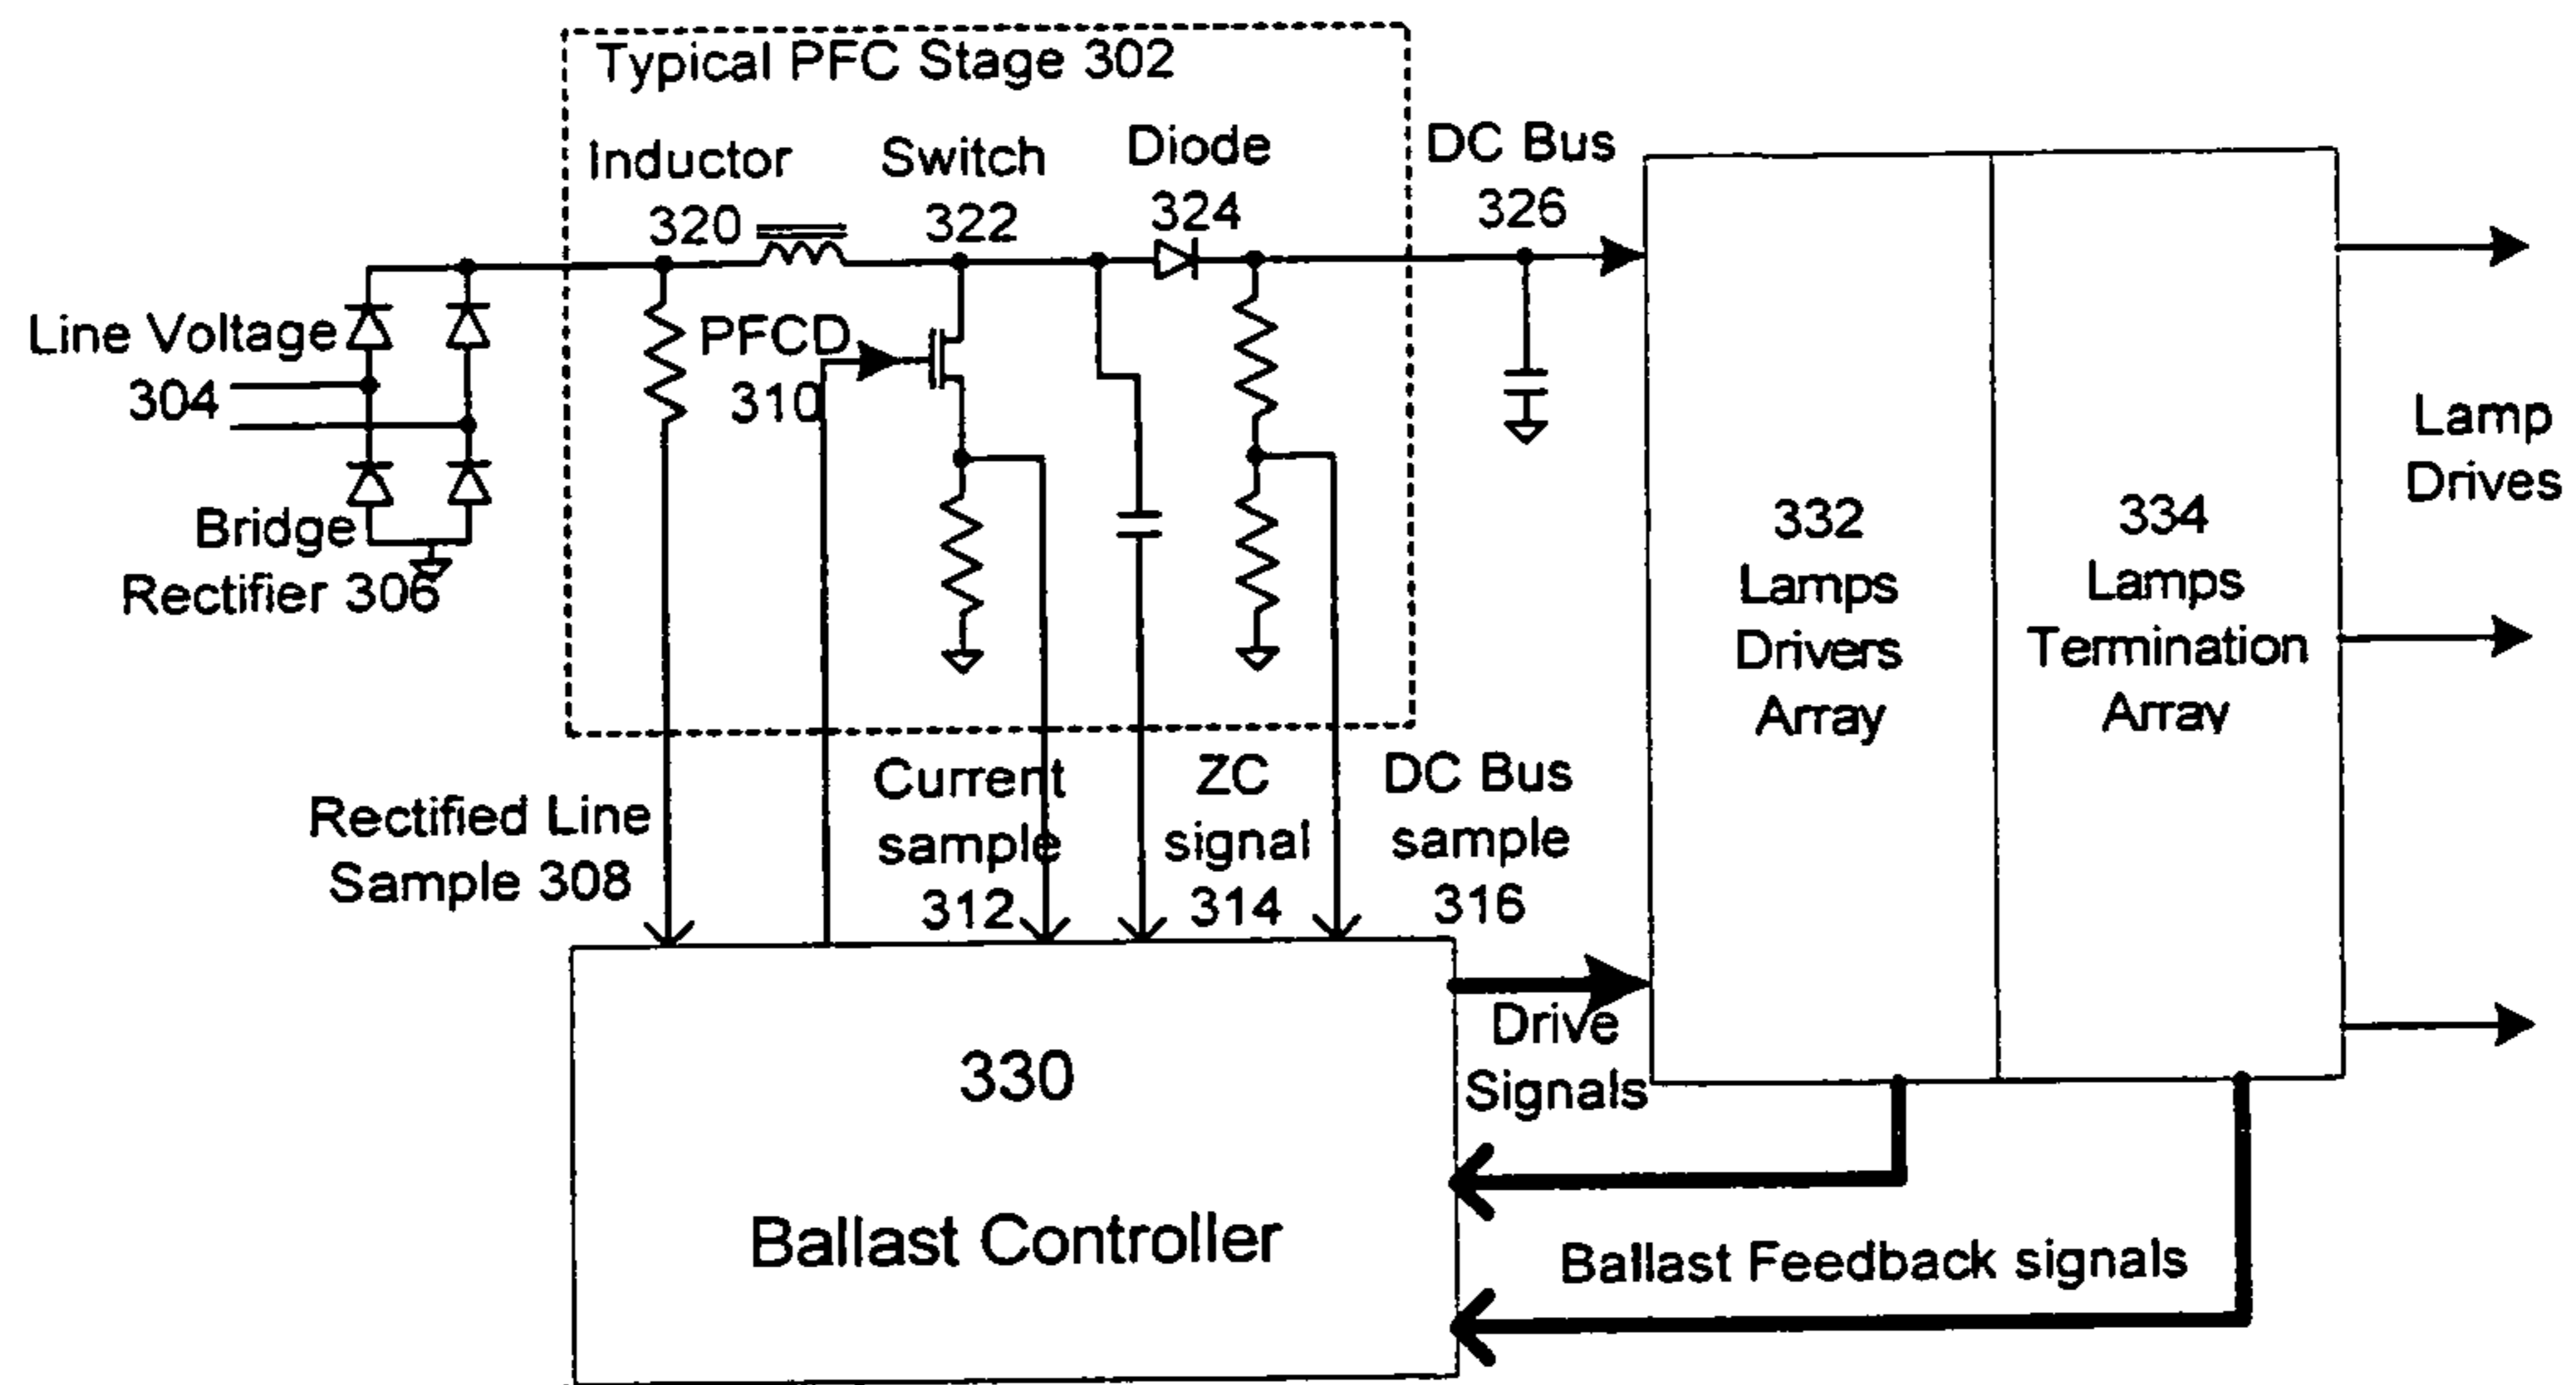 Typical PFC Stage 302
Inductor
320
Switch
322
Diode
324
DC Bus
326
Line Voltage
304
PFCD
310
Bridge
Rectifier 306
332
Lamps
Drivers
Array
334
Lamps
Termination
Array
Lamp
Drives
Rectified Line
Sample 308
Current
sample
312
ZC
signal
314
DC Bus
sample
316
Drive
Signals
330
Ballast Controller
Ballast Feedback signals